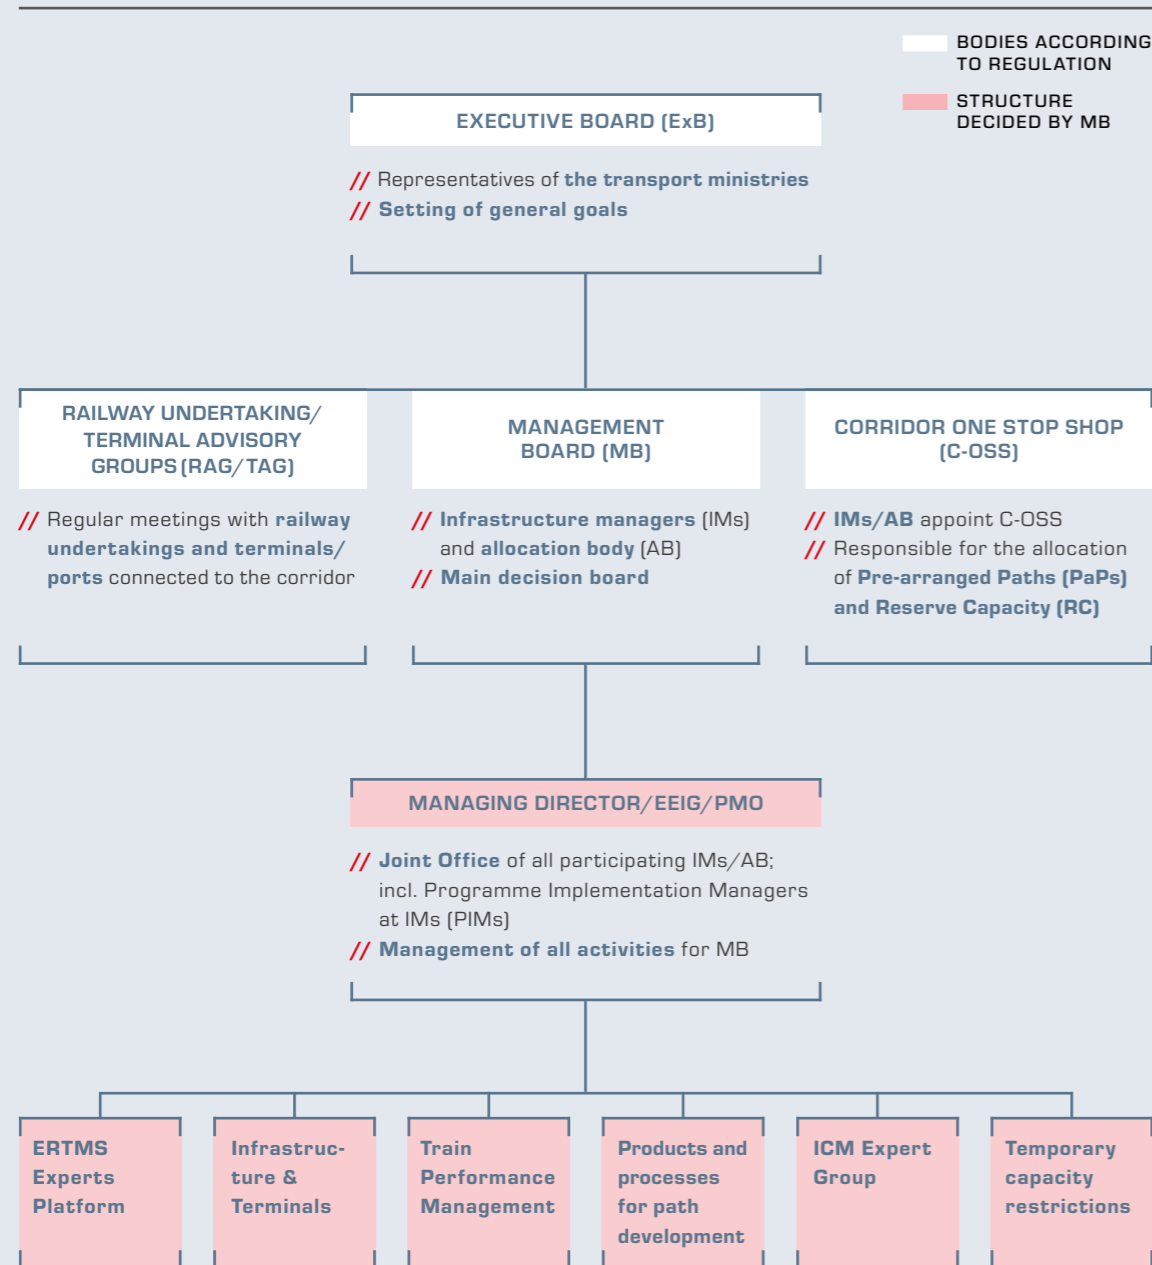 BODIES ACCORDING
TO REGULATION
STRUCTURE
DECIDED BY MB
EXECUTIVE BOARD (ExB)
// Representatives of the transport ministries
// Setting of general goals
RAILWAY UNDERTAKING/
TERMINAL ADVISORY
GROUPS (RAG/TAG)
// Regular meetings with railway
undertakings and terminals/
ports connected to the corridor
MANAGEMENT
BOARD (MB)
// Infrastructure managers (IMs)
and allocation body (AB)
// Main decision board
CORRIDOR ONE STOP SHOP
(C-OSS)
// IMs/AB appoint C-OSS
// Responsible for the allocation
of Pre-arranged Paths (PaPs)
and Reserve Capacity (RC)
MANAGING DIRECTOR/EEIG/PMO
// Joint Office of all participating IMs/AB;
incl. Programme Implementation Managers
at IMs (PIMs)
// Management of all activities for MB
ERTMS
Experts
Platform
Infrastruc-
ture &
Terminals
Train
Performance
Management
Products and
processes
for path
development
ICM Expert
Group
Temporary
capacity
restrictions